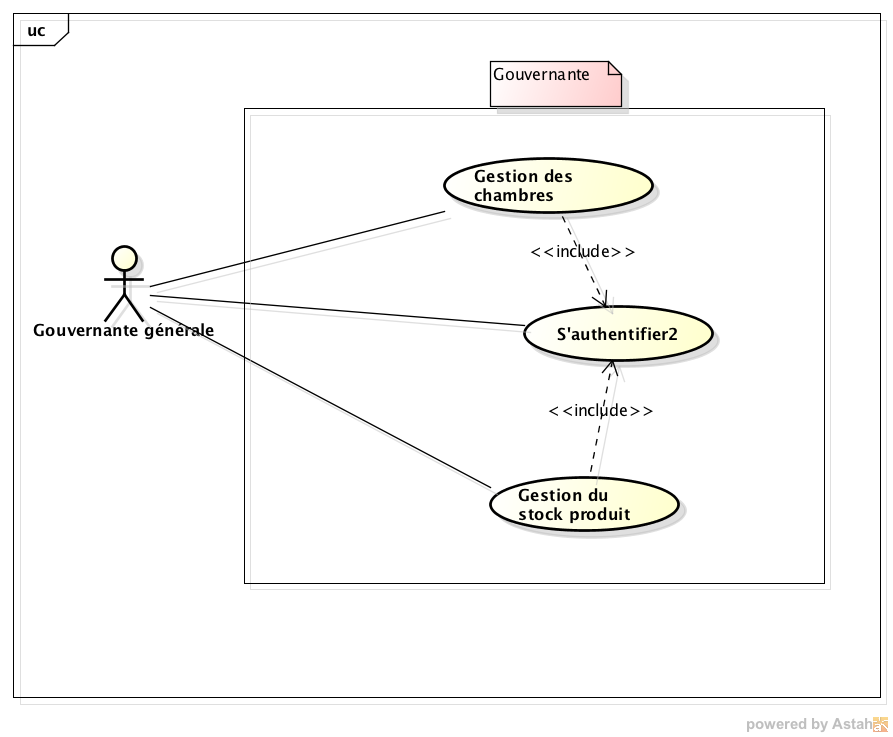 uc
Gouvernante
Gestion des
chambres
<<include>>
Gouvernante générale
S'authentifier2
<<include>>
Gestion du
stock produit
powered by Astah